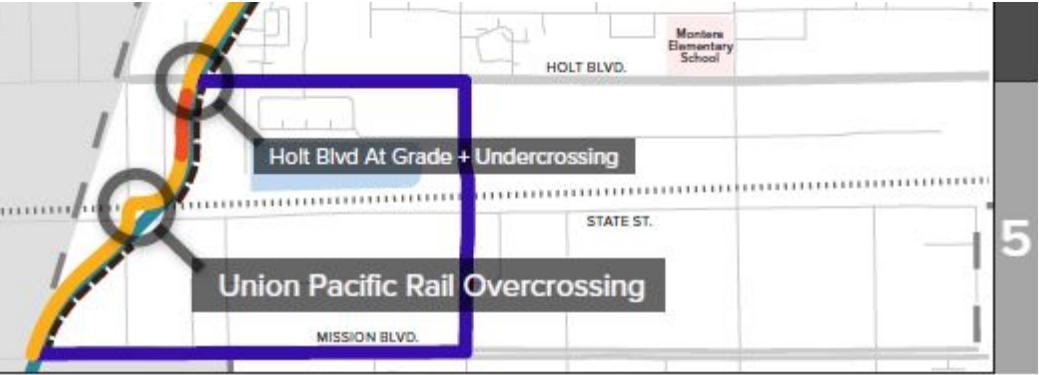 Montera
Elementary
School
HOLT BLVD.
Holt Blvd At Grade + Undercrossing
STATE ST.
5
Union Pacific Rail Overcrossing
MISSION BLVD.